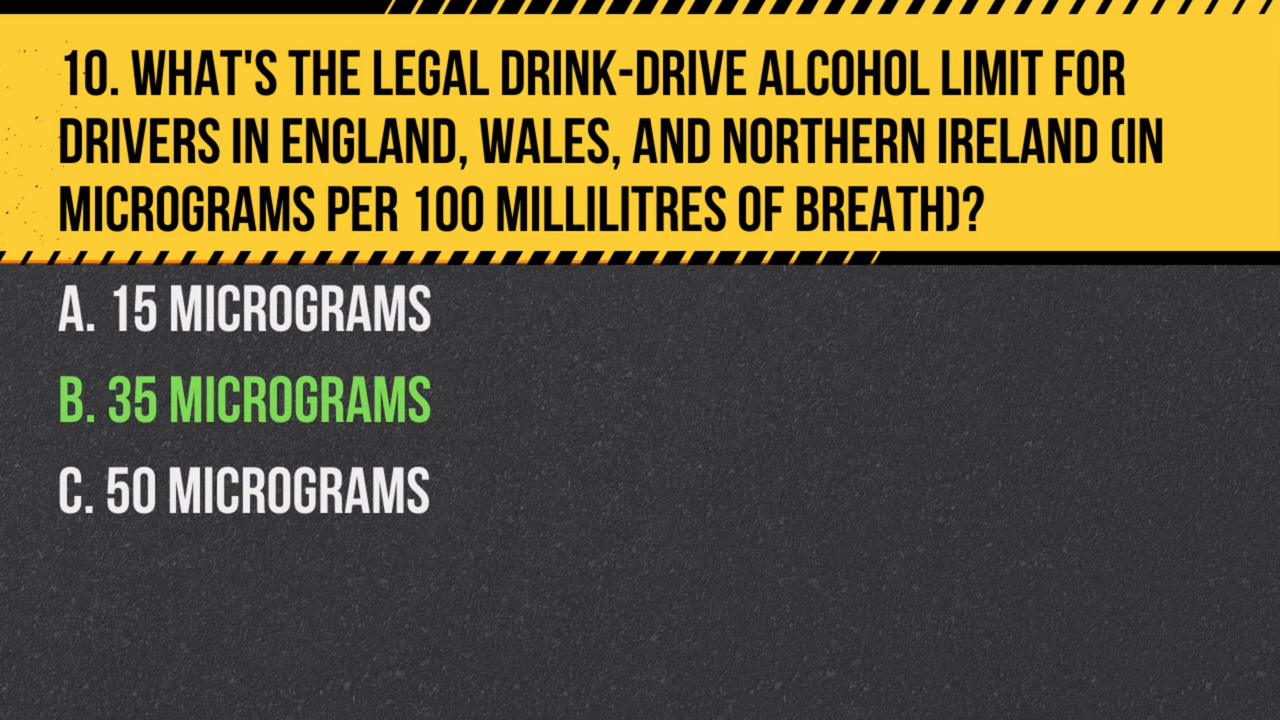 10. WHAT'S THE LEGAL DRINK-DRIVE ALCOHOL LIMIT FOR
DRIVERS IN ENGLAND, WALES, AND NORTHERN IRELAND (IN
MICROGRAMS PER 100 MILLILITRES OF BREATH)?
A. 15 MICROGRAMS
B. 35 MICROGRAMS
C. 50 MICROGRAMS